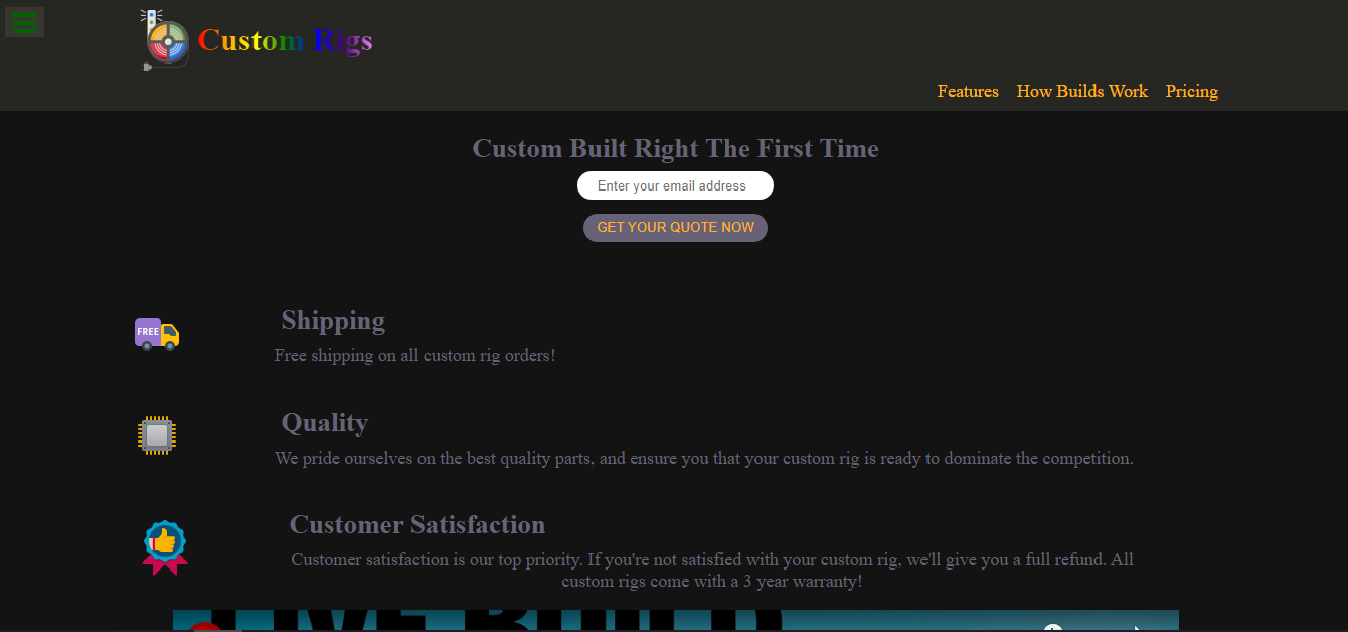 Custom Rigs
Features
How Builds Work
Pricing
Custom Built Right The First Time
Enter your email address
GET YOUR QUOTE NOW
FREE
Shipping
Free shipping on all custom rig orders!
Quality
We pride ourselves on the best quality parts, and ensure you that your custom rig is ready to dominate the competition.
Customer Satisfaction
Customer satisfaction is our top priority. If you're not satisfied with your custom rig, we'll give you a full refund. All
custom rigs come with a 3 year warranty!